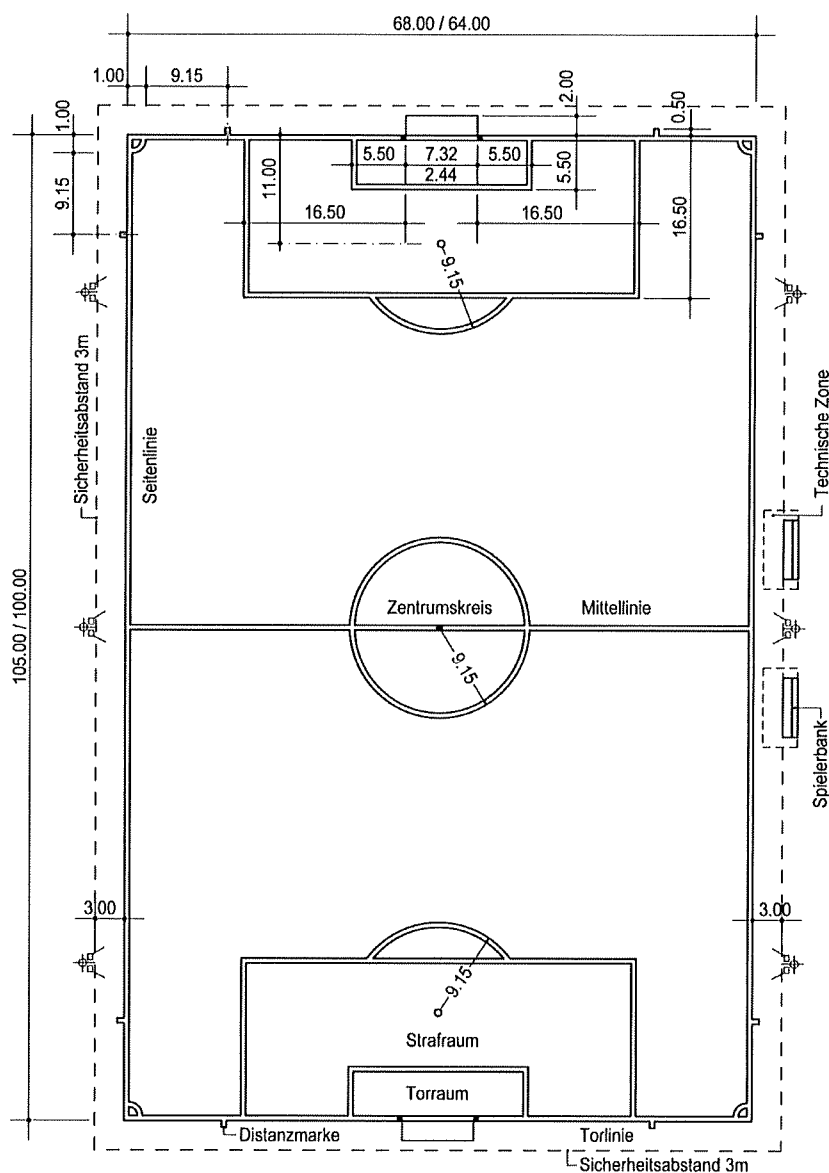 68.00 / 64.00
1.00
9.15
2.00
0.50
1.00
9.15
11.00
5.50
7.32
5.50
2.44
5.50
16.50
16.50
16.50
9.15
Sicherheitsabstand 3m
Seitenlinie
Technische Zone
105.00 / 100.00
Zentrumskreis
Mittellinie
9.15
Spielerbank
3.00
3.00
9.15
Strafraum
Torraum
Distanzmarke
Torlinie
Sicherheitsabstand 3m